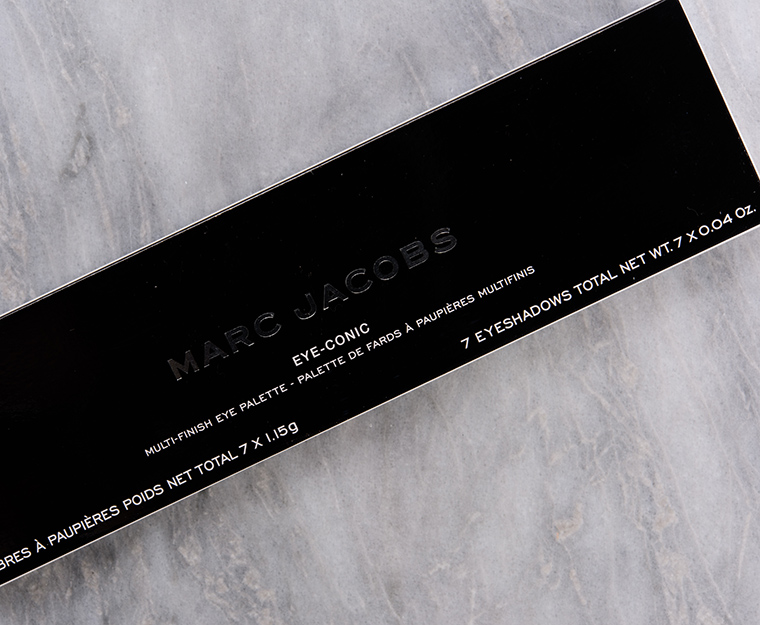 MARC JACOBS
EYE-CONIC
MULTI-FINISH EYE PALETTE - PALETTE DE FARDS À PAUPIÈRES MULTIFINIS
7 EYESHADOWS TOTAL NET WT. 7 X 0.04 Oz.
À PAUPIÈRES POIDS NET TOTAL 7 X 1.15g